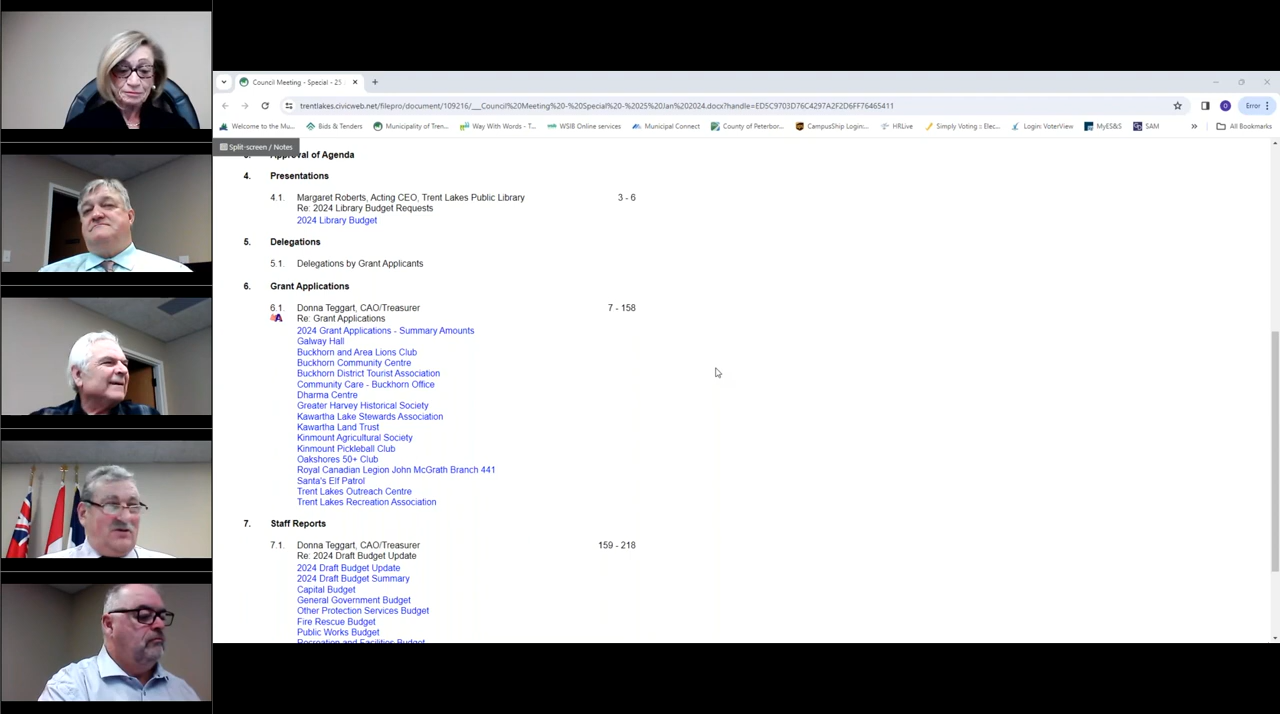 Council Meeting - Special - 25
trentlakes.civicweb.net/filepro/document/109216/___Council%20Meeting%20-%20Special%20-%2025%20Jan%202024.docx?handle=ED5C9703D76C4297A2F2D6FF76465411
Error
Welcome to the Mu...
Bids & Tenders
Municipality of Tren...
Way With Words - T...
WSIB Online services
Municipal Connect
County of Peterbor...
CampusShip Login:...
HRLive
Simply Voting :: Elec...
Login: VoterView
MyES&S
SAM
All Bookmarks
Split-screen / Notes
Approval of Agenda
4. Presentations
4.1. Margaret Roberts, Acting CEO, Trent Lakes Public Library 3 - 6
Re: 2024 Library Budget Requests
2024 Library Budget
5. Delegations
5.1. Delegations by Grant Applicants
6. Grant Applications
6.1. Donna Teggart, CAO/Treasurer 7 - 158
Re: Grant Applications
2024 Grant Applications - Summary Amounts
Galway Hall
Buckhorn and Area Lions Club
Buckhorn Community Centre
Buckhorn District Tourist Association
Community Care - Buckhorn Office
Dharma Centre
Greater Harvey Historical Society
Kawartha Lake Stewards Association
Kawartha Land Trust
Kinmount Agricultural Society
Kinmount Pickleball Club
Oakshores 50+ Club
Royal Canadian Legion John McGrath Branch 441
Santa's Elf Patrol
Trent Lakes Outreach Centre
Trent Lakes Recreation Association
7. Staff Reports
7.1. Donna Teggart, CAO/Treasurer 159 - 218
Re: 2024 Draft Budget Update
2024 Draft Budget Update
2024 Draft Budget Summary
Capital Budget
General Government Budget
Other Protection Services Budget
Fire Rescue Budget
Public Works Budget
Recreation and Facilities Budget